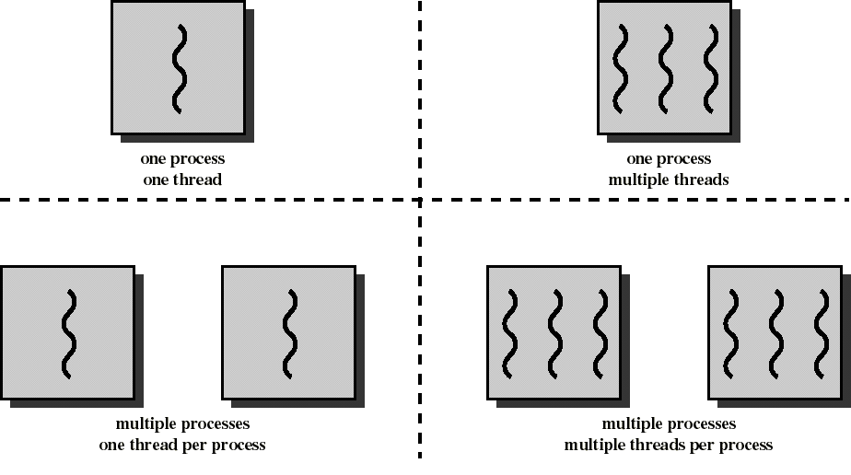 one process
one thread
one process
multiple threads
multiple processes
one thread per process
multiple processes
multiple threads per process